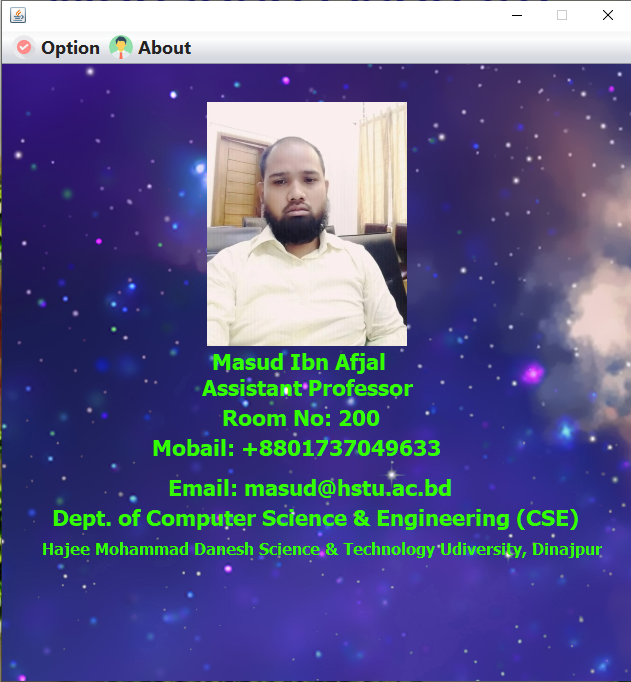 Option About
Masud Ibn Afjal
Assistant Professor
Room No: 200
Mobail: +8801737049633
Email: masud@hstu.ac.bd
Dept. of Computer Science & Engineering (CSE)
Hajee Mohammad Danesh Science & Technology Udiversity, Dinajpur